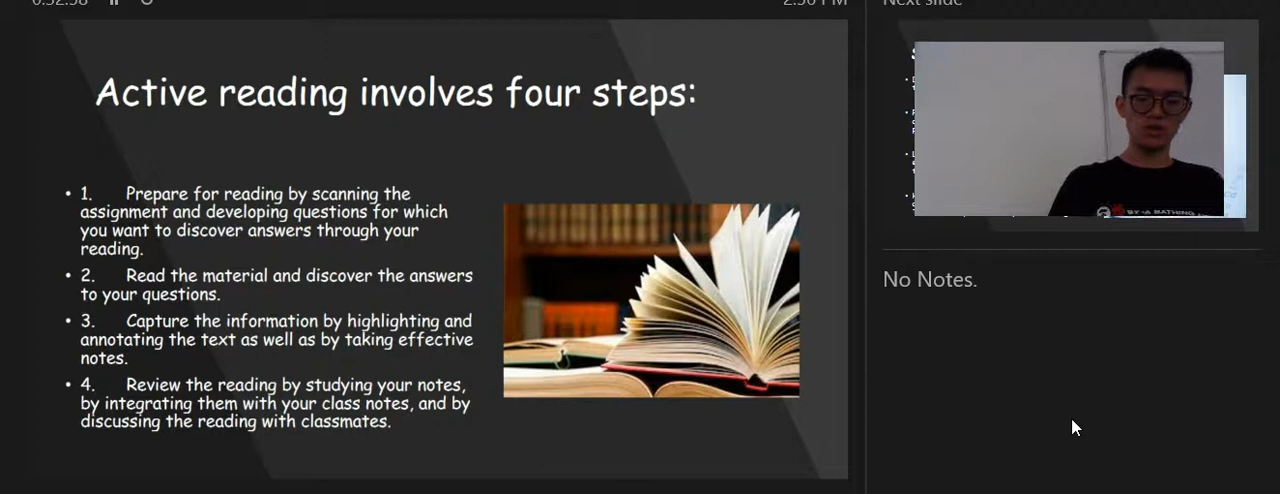 Next slide
Active reading involves four steps:
• 1. Prepare for reading by scanning the
assignment and developing questions for which
you want to discover answers through your
reading.
• 2. Read the material and discover the answers
to your questions.
• 3. Capture the information by highlighting and
annotating the text as well as by taking effective
notes.
• 4. Review the reading by studying your notes,
by integrating them with your class notes, and by
discussing the reading with classmates.
No Notes.